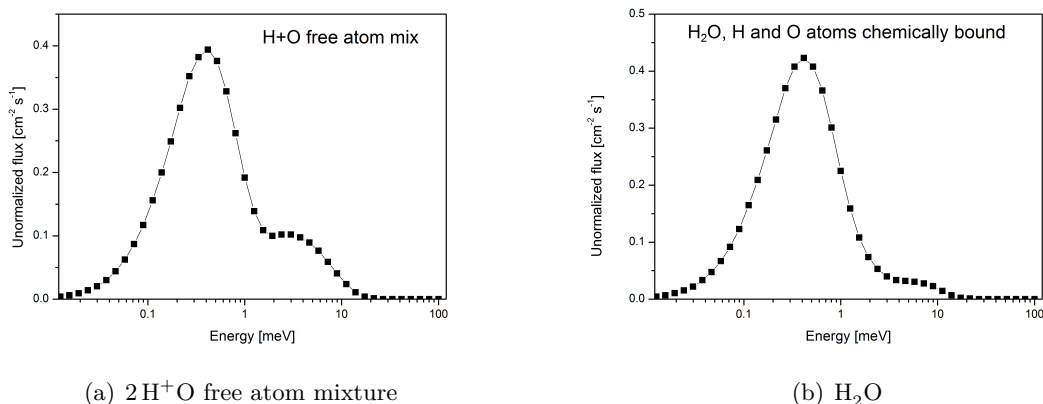 H+O free atom mix
Unormalized flux [cm⁻² s⁻¹]
0.4
0.3
0.2
0.1
0.0
0.1 1 10 100
Energy [meV]
(a) 2 H⁺O free atom mixture
H₂O, H and O atoms chemically bound
Unormalized flux [cm⁻² s⁻¹]
0.5
0.4
0.3
0.2
0.1
0.0
0.1 1 10 100
Energy [meV]
(b) H₂O